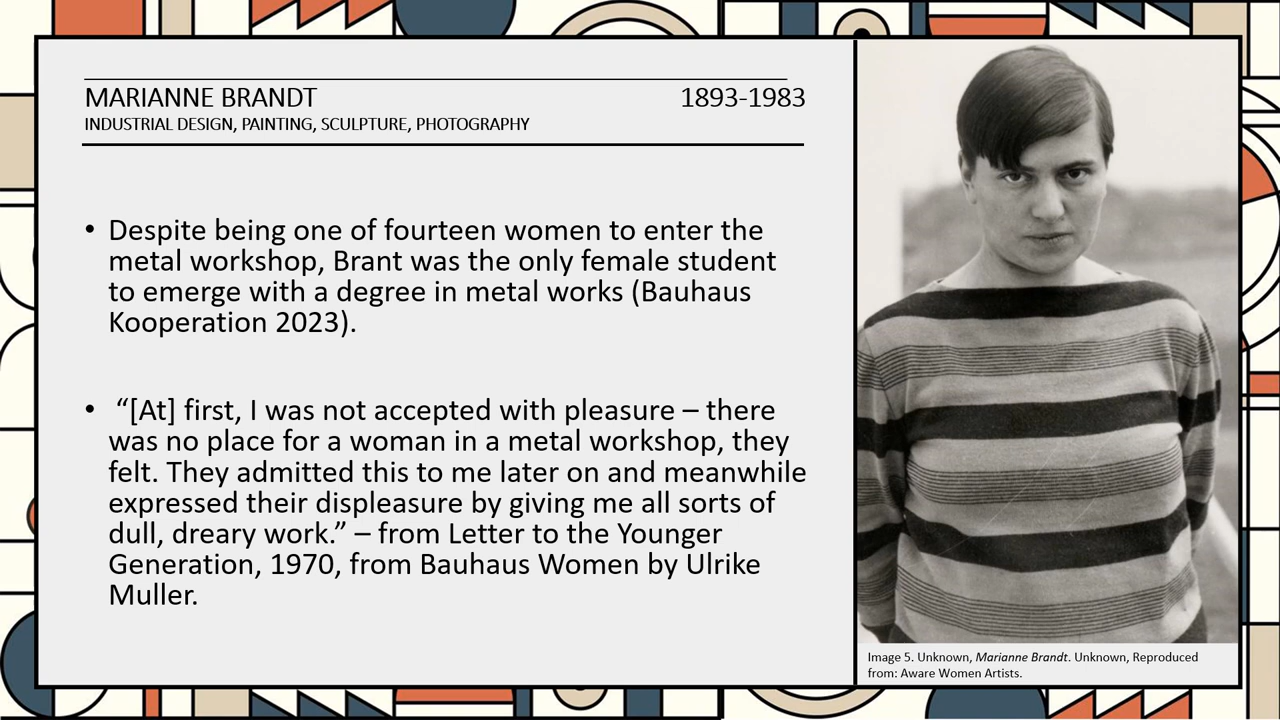 MARIANNE BRANDT 1893-1983
INDUSTRIAL DESIGN, PAINTING, SCULPTURE, PHOTOGRAPHY
• Despite being one of fourteen women to enter the
metal workshop, Brant was the only female student
to emerge with a degree in metal works (Bauhaus
Kooperation 2023).
• “[At] first, I was not accepted with pleasure – there
was no place for a woman in a metal workshop, they
felt. They admitted this to me later on and meanwhile
expressed their displeasure by giving me all sorts of
dull, dreary work.” – from Letter to the Younger
Generation, 1970, from Bauhaus Women by Ulrike
Muller.
Image 5. Unknown, Marianne Brandt. Unknown, Reproduced
from: Aware Women Artists.